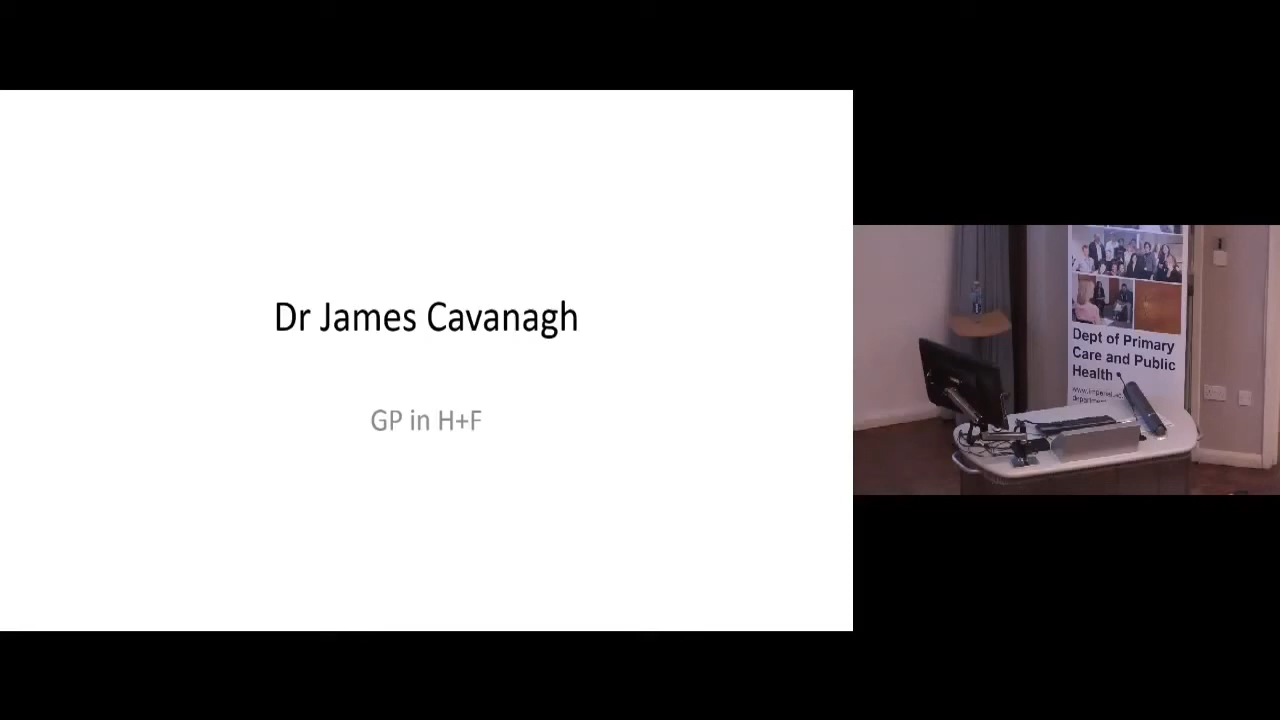 Dr James Cavanagh
GP in H+F
Dept of Primary
Care and Public
Health